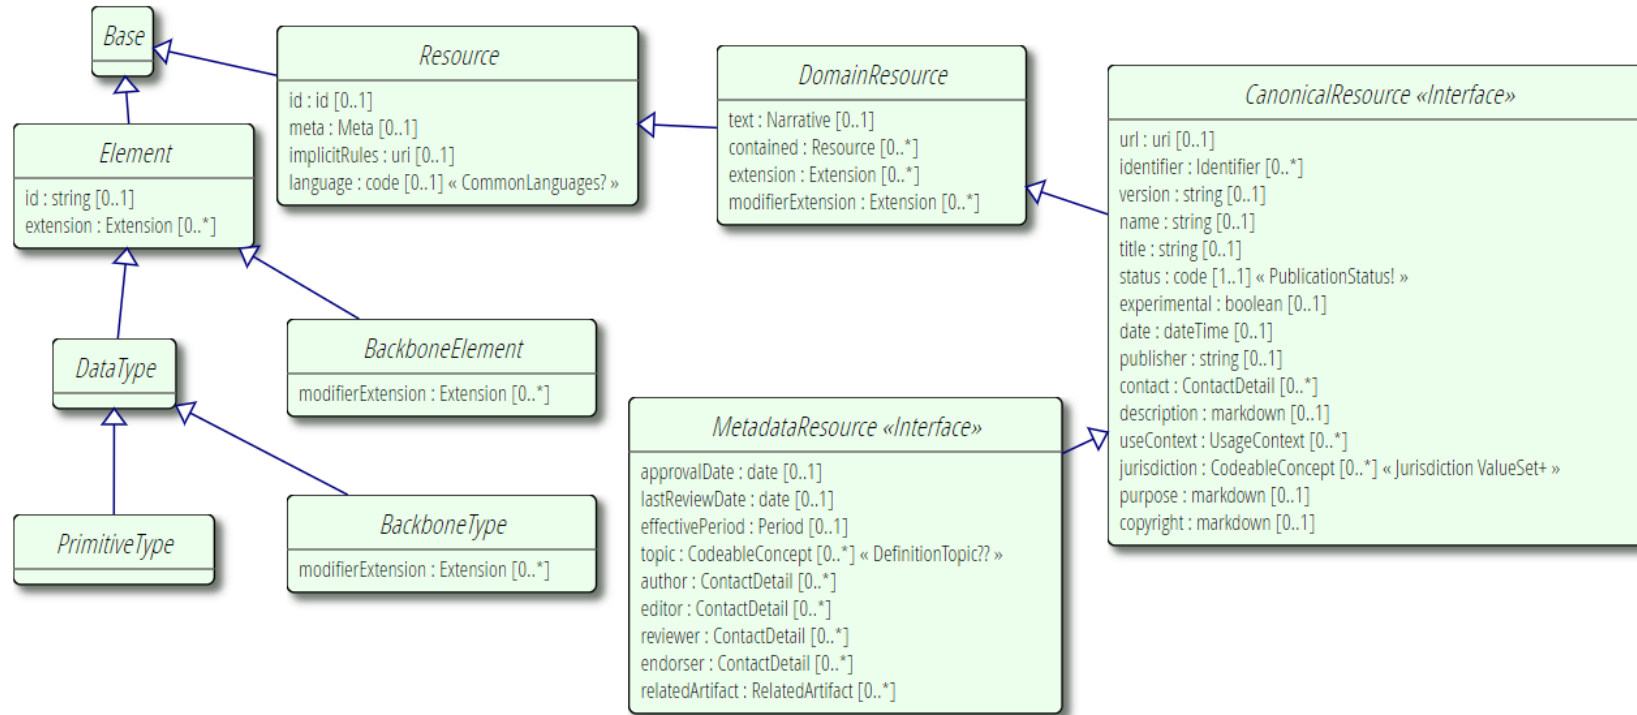 Base
Resource
id : id [0..1]
meta : Meta [0..1]
implicitRules : uri [0..1]
language : code [0..1] « CommonLanguages? »
DomainResource
text : Narrative [0..1]
contained : Resource [0..*]
extension : Extension [0..*]
modifierExtension : Extension [0..*]
CanonicalResource «Interface»
url : uri [0..1]
identifier : Identifier [0..*]
version : string [0..1]
name : string [0..1]
title : string [0..1]
status : code [1..1] « PublicationStatus! »
experimental : boolean [0..1]
date : dateTime [0..1]
publisher : string [0..1]
contact : ContactDetail [0..*]
description : markdown [0..1]
useContext : UsageContext [0..*]
jurisdiction : CodeableConcept [0..*] « Jurisdiction ValueSet+ »
purpose : markdown [0..1]
copyright : markdown [0..1]
Element
id : string [0..1]
extension : Extension [0..*]
DataType
BackboneElement
modifierExtension : Extension [0..*]
MetadataResource «Interface»
approvalDate : date [0..1]
lastReviewDate : date [0..1]
effectivePeriod : Period [0..1]
topic : CodeableConcept [0..*] « DefinitionTopic?? »
author : ContactDetail [0..*]
editor : ContactDetail [0..*]
reviewer : ContactDetail [0..*]
endorser : ContactDetail [0..*]
relatedArtifact : RelatedArtifact [0..*]
PrimitiveType
BackboneType
modifierExtension : Extension [0..*]